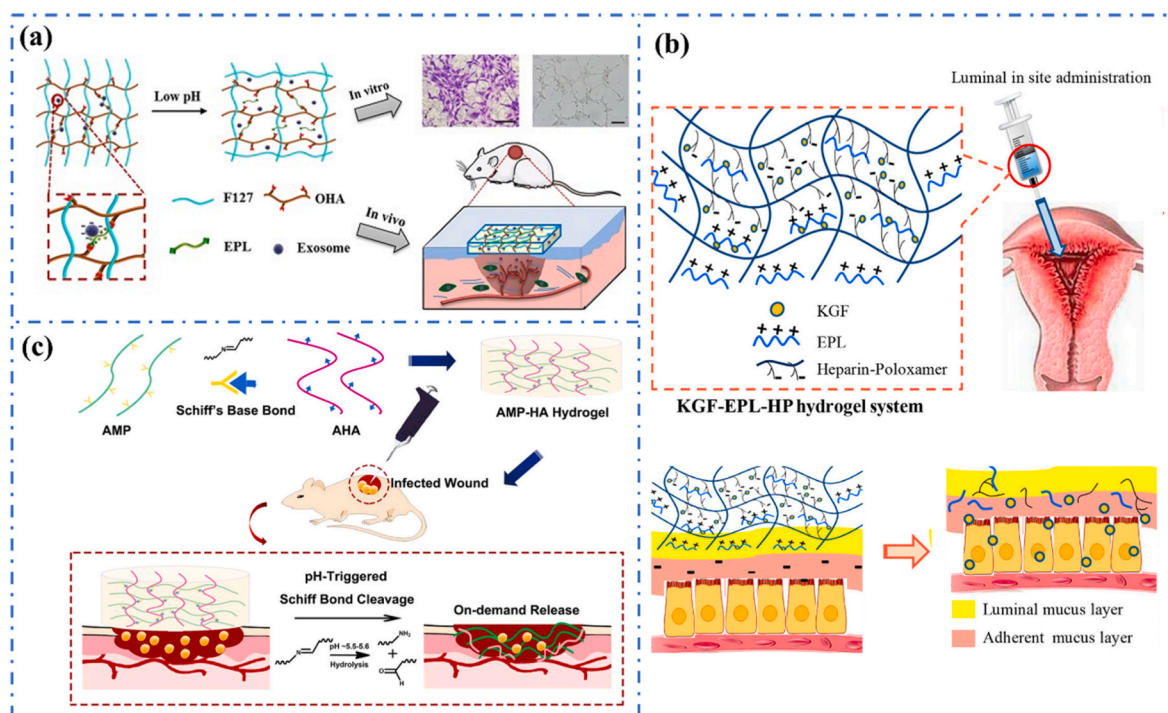 (a)
Low pH
In vitro
F127
OHA
EPL
Exosome
In vivo
(b)
Luminal in site administration
KGF
+++
EPL
Heparin-Poloxamer
KGF-EPL-HP hydrogel system
Luminal mucus layer
Adherent mucus layer
(c)
N
Schiff's Base Bond
AMP
AHA
AMP-HA Hydrogel
Infected Wound
pH-Triggered
Schiff Bond Cleavage
On-demand Release
N
pH ~5.5-5.6
Hydrolysis
NH₂
+
O
H